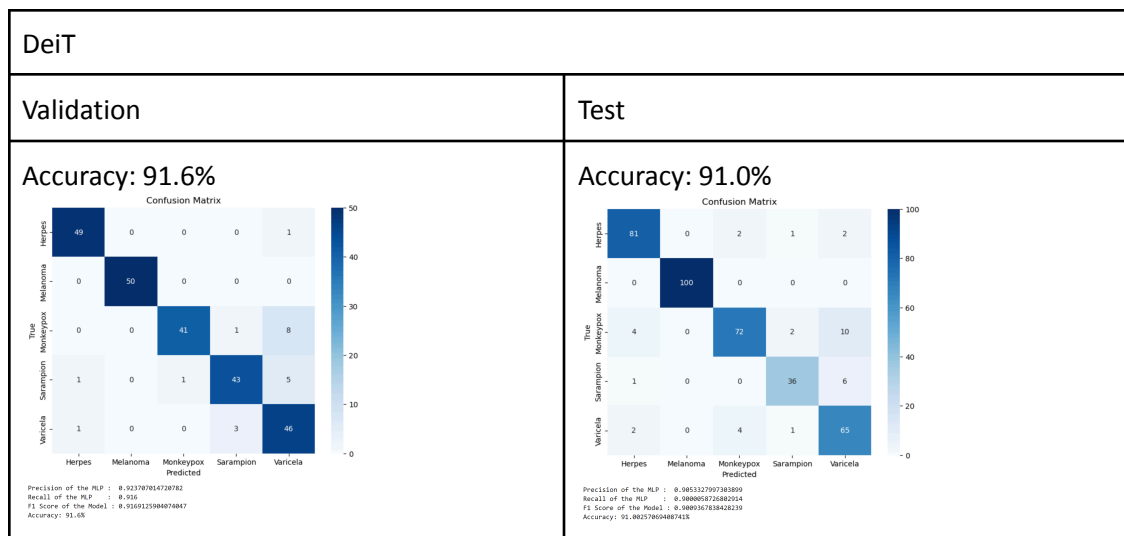 DeiT
Validation
Test
Accuracy: 91.6%
Confusion Matrix
Herpes 49 0 0 0 1
Melanoma 0 50 0 0 0
Monkeypox 0 0 41 1 8
Sarampion 1 0 1 43 5
Varicela 1 0 0 3 46
True
50
40
30
20
10
0
Herpes Melanoma Monkeypox Sarampion Varicela
Predicted
Precision of the MLP : 0.923707014720782
Recall of the MLP : 0.916
F1 Score of the Model : 0.9169125904074047
Accuracy: 91.6%
Accuracy: 91.0%
Confusion Matrix
Herpes 81 0 2 1 2
Melanoma 0 100 0 0 0
Monkeypox 4 0 72 2 10
Sarampion 1 0 0 36 6
Varicela 2 0 4 1 65
True
100
80
60
40
20
0
Herpes Melanoma Monkeypox Sarampion Varicela
Predicted
Precision of the MLP : 0.9053327997303899
Recall of the MLP : 0.9000058726802914
F1 Score of the Model : 0.9009367838428239
Accuracy: 91.00257069408741%